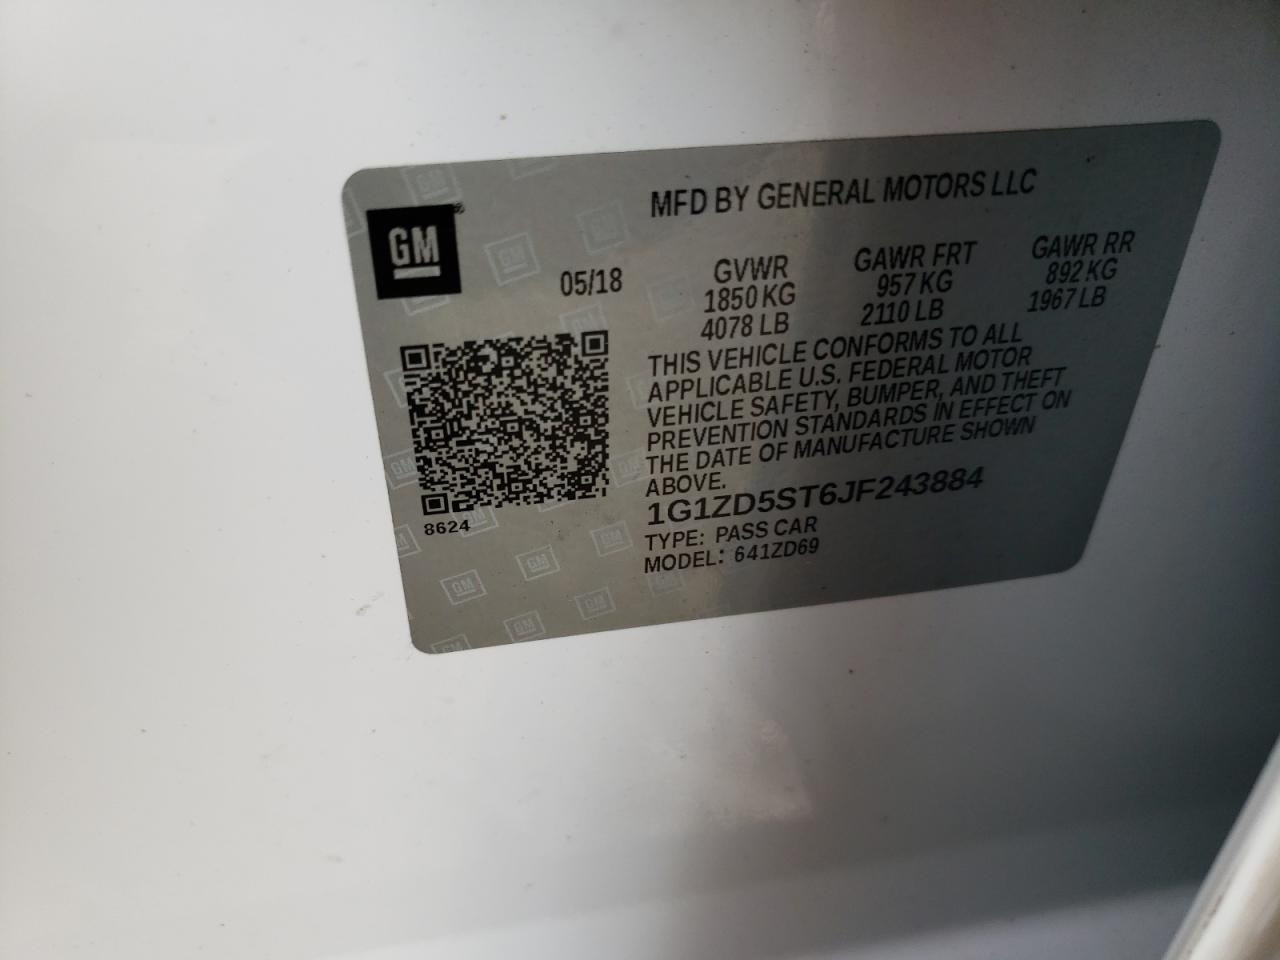 MFD BY GENERAL MOTORS LLC
GM®
05/18
GVWR GAWR FRT GAWR RR
1850 KG 957 KG 892 KG
4078 LB 2110 LB 1967 LB
THIS VEHICLE CONFORMS TO ALL
APPLICABLE U.S. FEDERAL MOTOR
VEHICLE SAFETY, BUMPER, AND THEFT
PREVENTION STANDARDS IN EFFECT ON
THE DATE OF MANUFACTURE SHOWN
ABOVE.
1G1ZD5ST6JF243884
8624
TYPE: PASS CAR
MODEL: 641ZD69